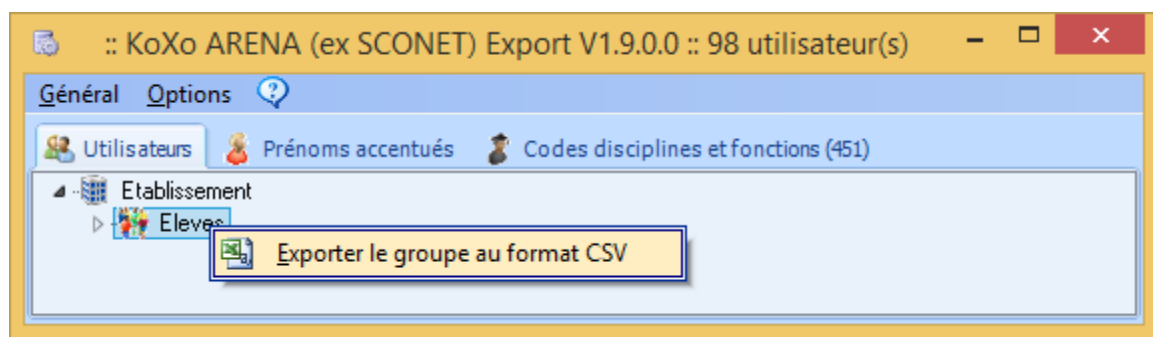 :: KoXo ARENA (ex SCONET) Export V1.9.0.0 :: 98 utilisateur(s)
Général Options
Utilisateurs Prénoms accentués Codes disciplines et fonctions (451)
Etablissement
Eleves
Exporter le groupe au format CSV